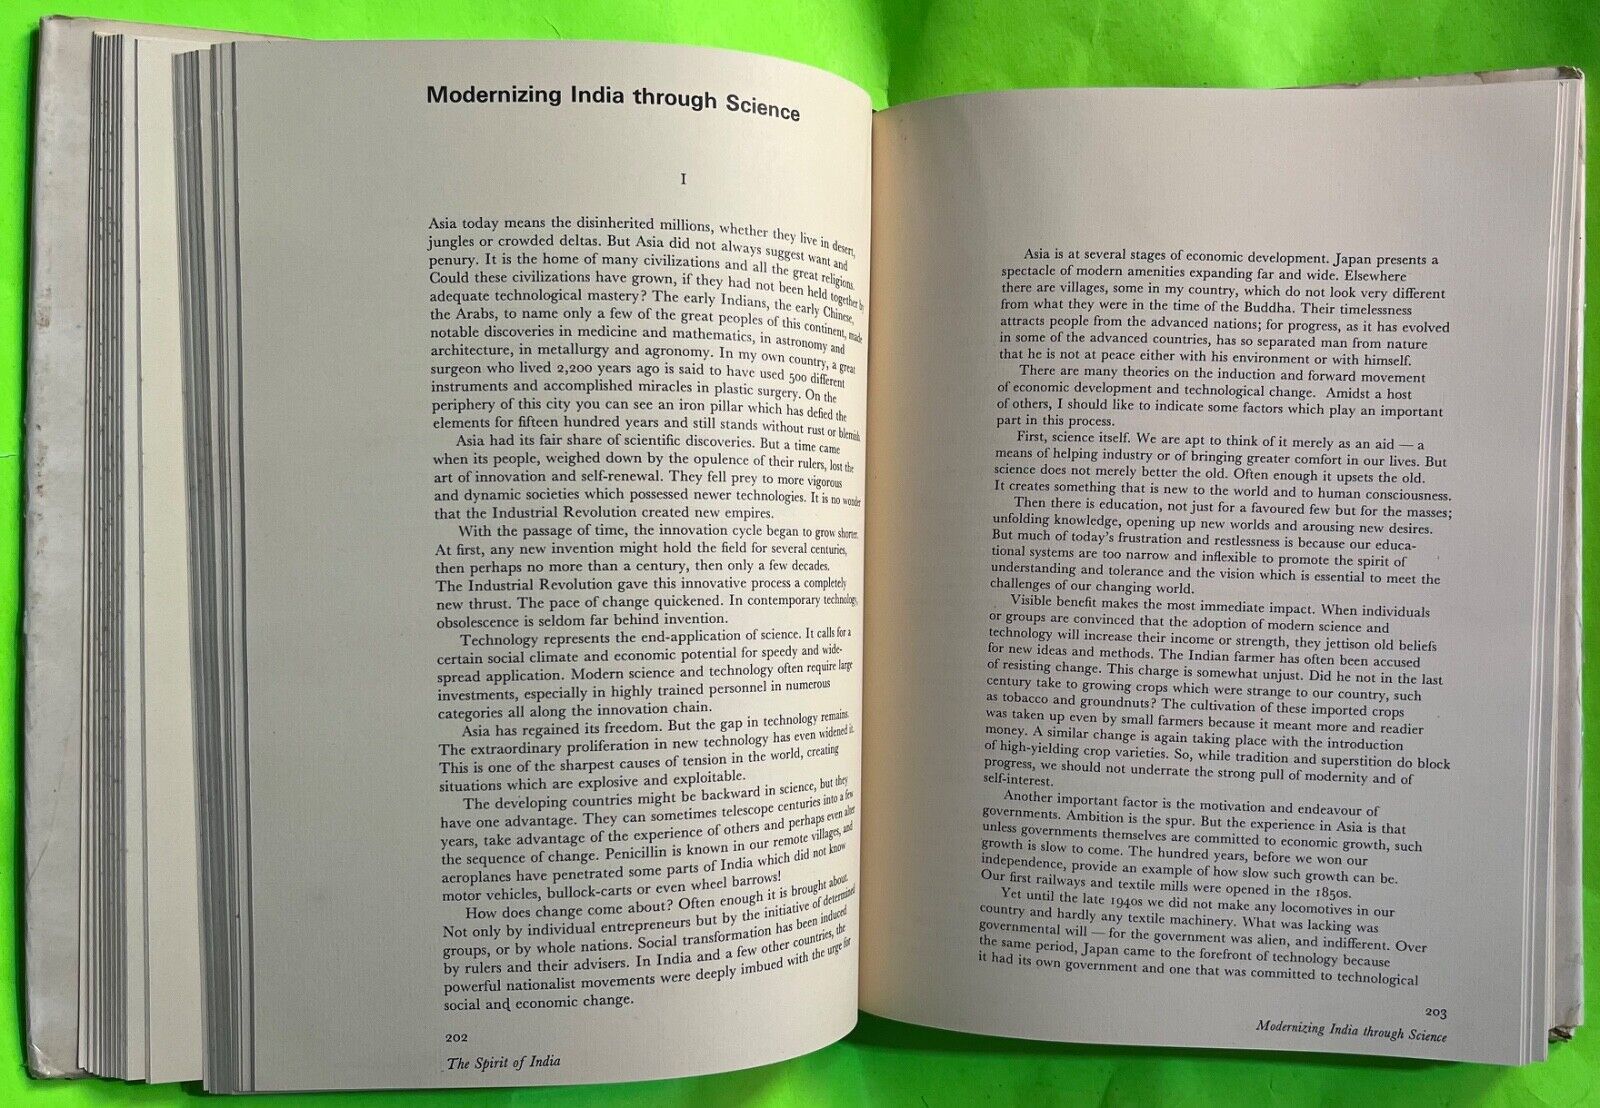 Modernizing India through Science
I
Asia today means the disinherited millions, whether they live in desert,
jungles or crowded deltas. But Asia did not always suggest want and
penury. It is the home of many civilizations and all the great religions.
Could these civilizations have grown, if they had not been held together by
adequate technological mastery? The early Indians, the early Chinese,
the Arabs, to name only a few of the great peoples of this continent, made
notable discoveries in medicine and mathematics, in astronomy and
architecture, in metallurgy and agronomy. In my own country, a great
surgeon who lived 2,200 years ago is said to have used 500 different
instruments and accomplished miracles in plastic surgery. On the
periphery of this city you can see an iron pillar which has defied the
elements for fifteen hundred years and still stands without rust or blemish.
Asia had its fair share of scientific discoveries. But a time came
when its people, weighed down by the opulence of their rulers, lost the
art of innovation and self-renewal. They fell prey to more vigorous
and dynamic societies which possessed newer technologies. It is no wonder
that the Industrial Revolution created new empires.
With the passage of time, the innovation cycle began to grow shorter.
At first, any new invention might hold the field for several centuries,
then perhaps no more than a century, then only a few decades.
The Industrial Revolution gave this innovative process a completely
new thrust. The pace of change quickened. In contemporary technology,
obsolescence is seldom far behind invention.
Technology represents the end-application of science. It calls for a
certain social climate and economic potential for speedy and wide-
spread application. Modern science and technology often require large
investments, especially in highly trained personnel in numerous
categories all along the innovation chain.
Asia has regained its freedom. But the gap in technology remains.
The extraordinary proliferation in new technology has even widened it.
This is one of the sharpest causes of tension in the world, creating
situations which are explosive and exploitable.
The developing countries might be backward in science, but they
have one advantage. They can sometimes telescope centuries into a few
years, take advantage of the experience of others and perhaps even alter
the sequence of change. Penicillin is known in our remote villages, and
aeroplanes have penetrated some parts of India which did not know
motor vehicles, bullock-carts or even wheel barrows!
How does change come about? Often enough it is brought about.
Not only by individual entrepreneurs but by the initiative of determined
groups, or by whole nations. Social transformation has been induced
by rulers and their advisers. In India and a few other countries, the
powerful nationalist movements were deeply imbued with the urge for
social and economic change.
202
The Spirit of India
Asia is at several stages of economic development. Japan presents a
spectacle of modern amenities expanding far and wide. Elsewhere
there are villages, some in my country, which do not look very different
from what they were in the time of the Buddha. Their timelessness
attracts people from the advanced nations; for progress, as it has evolved
in some of the advanced countries, has so separated man from nature
that he is not at peace either with his environment or with himself.
There are many theories on the induction and forward movement
of economic development and technological change. Amidst a host
of others, I should like to indicate some factors which play an important
part in this process.
First, science itself. We are apt to think of it merely as an aid — a
means of helping industry or of bringing greater comfort in our lives. But
science does not merely better the old. Often enough it upsets the old.
It creates something that is new to the world and to human consciousness.
Then there is education, not just for a favoured few but for the masses;
unfolding knowledge, opening up new worlds and arousing new desires.
But much of today's frustration and restlessness is because our educa-
tional systems are too narrow and inflexible to promote the spirit of
understanding and tolerance and the vision which is essential to meet the
challenges of our changing world.
Visible benefit makes the most immediate impact. When individuals
or groups are convinced that the adoption of modern science and
technology will increase their income or strength, they jettison old beliefs
for new ideas and methods. The Indian farmer has often been accused
of resisting change. This charge is somewhat unjust. Did he not in the last
century take to growing crops which were strange to our country, such
as tobacco and groundnuts? The cultivation of these imported crops
was taken up even by small farmers because it meant more and readier
money. A similar change is again taking place with the introduction
of high-yielding crop varieties. So, while tradition and superstition do block
progress, we should not underrate the strong pull of modernity and of
self-interest.
Another important factor is the motivation and endeavour of
governments. Ambition is the spur. But the experience in Asia is that
unless governments themselves are committed to economic growth, such
growth is slow to come. The hundred years, before we won our
independence, provide an example of how slow such growth can be.
Our first railways and textile mills were opened in the 1850s.
Yet until the late 1940s we did not make any locomotives in our
country and hardly any textile machinery. What was lacking was
governmental will — for the government was alien, and indifferent. Over
the same period, Japan came to the forefront of technology because
it had its own government and one that was committed to technological
203
Modernizing India through Science